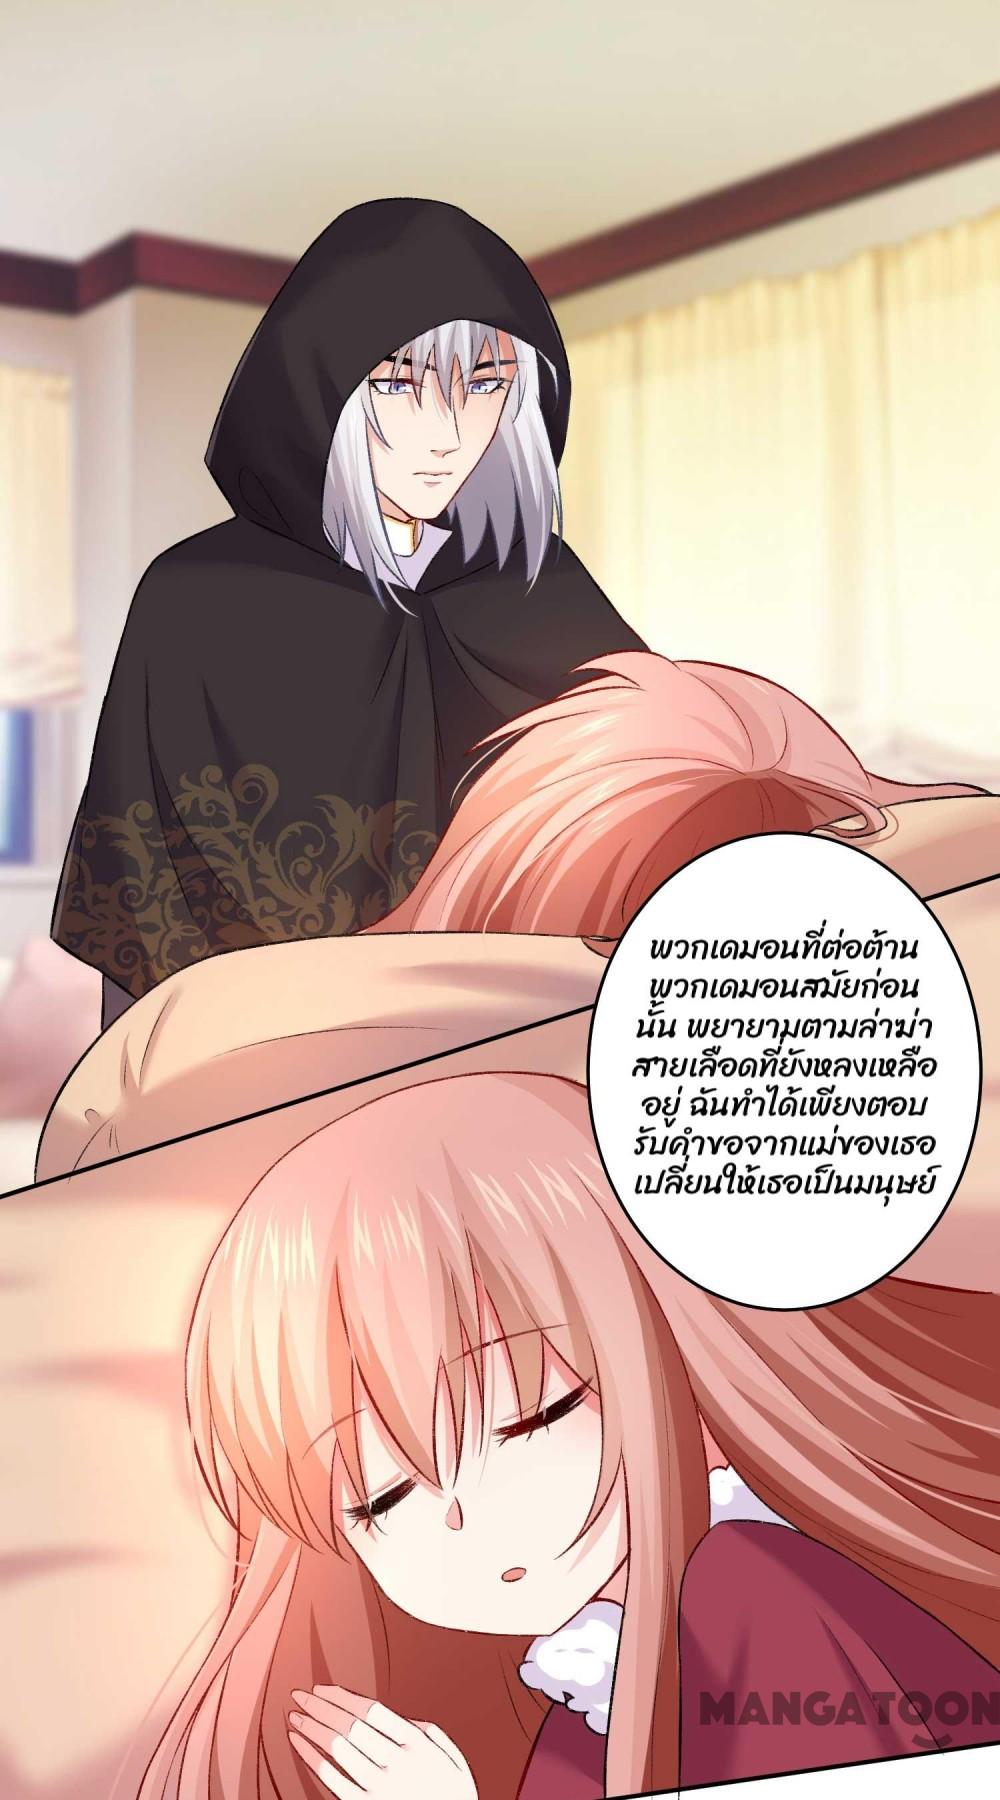 พวกเดมอนที่ต่อต้าน
พวกเดมอนสมัยก่อน
นั้น พยายามตามล่าฆ่า
สายเลือดที่ยังหลงเหลือ
อยู่ ฉันทำได้เพียงตอบ
รับคำขอจากแม่ของเธอ
เปลี่ยนให้เธอเป็นมนุษย์
MANGATOON